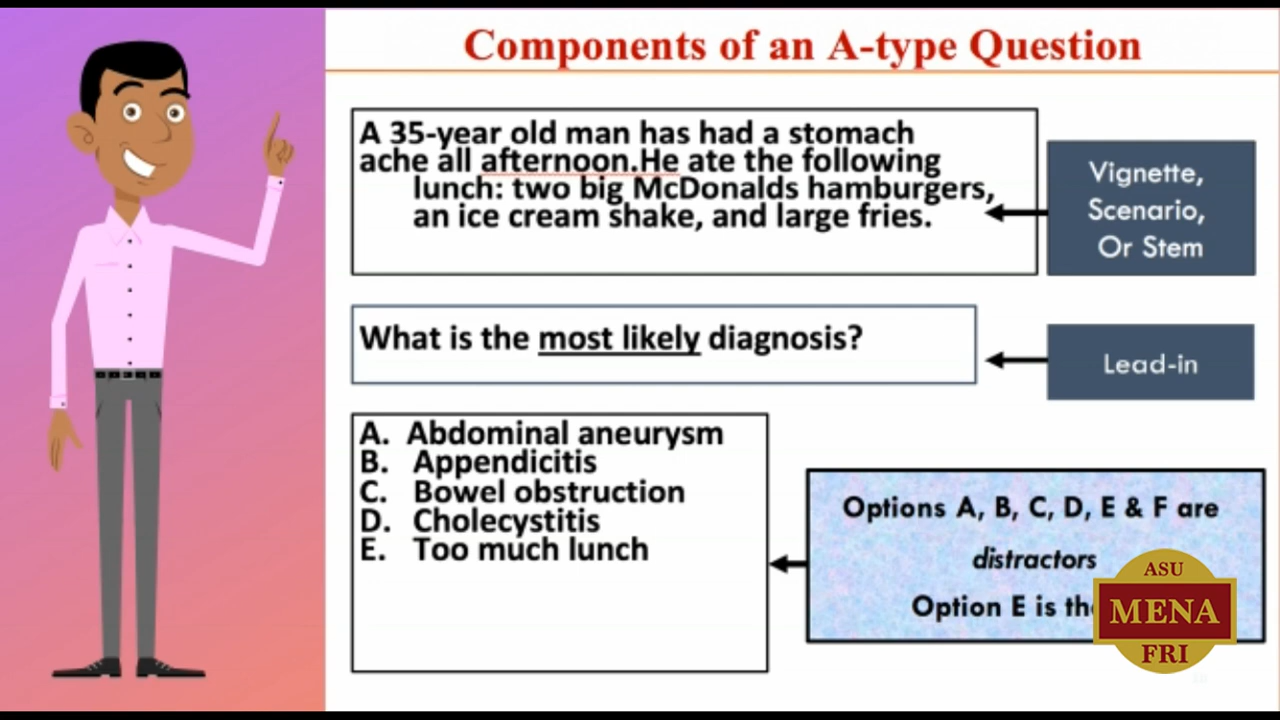 Components of an A-type Question
A 35-year old man has had a stomach
ache all afternoon.He ate the following
lunch: two big McDonalds hamburgers,
an ice cream shake, and large fries.
Vignette,
Scenario,
Or Stem
What is the most likely diagnosis?
Lead-in
A. Abdominal aneurysm
B. Appendicitis
C. Bowel obstruction
D. Cholecystitis
E. Too much lunch
Options A, B, C, D, E & F are
distractors
Option E is the
ASU
MENA
FRI